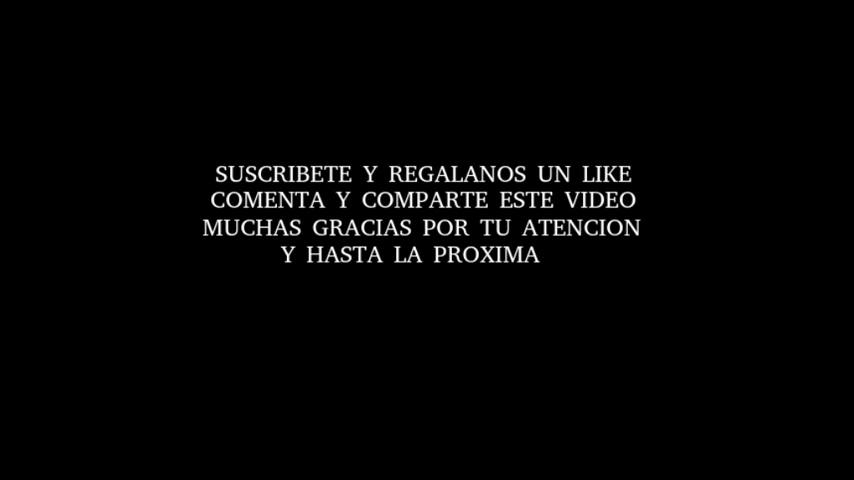 SUSCRIBETE Y REGALANOS UN LIKE
COMENTA Y COMPARTE ESTE VIDEO
MUCHAS GRACIAS POR TU ATENCION
Y HASTA LA PROXIMA